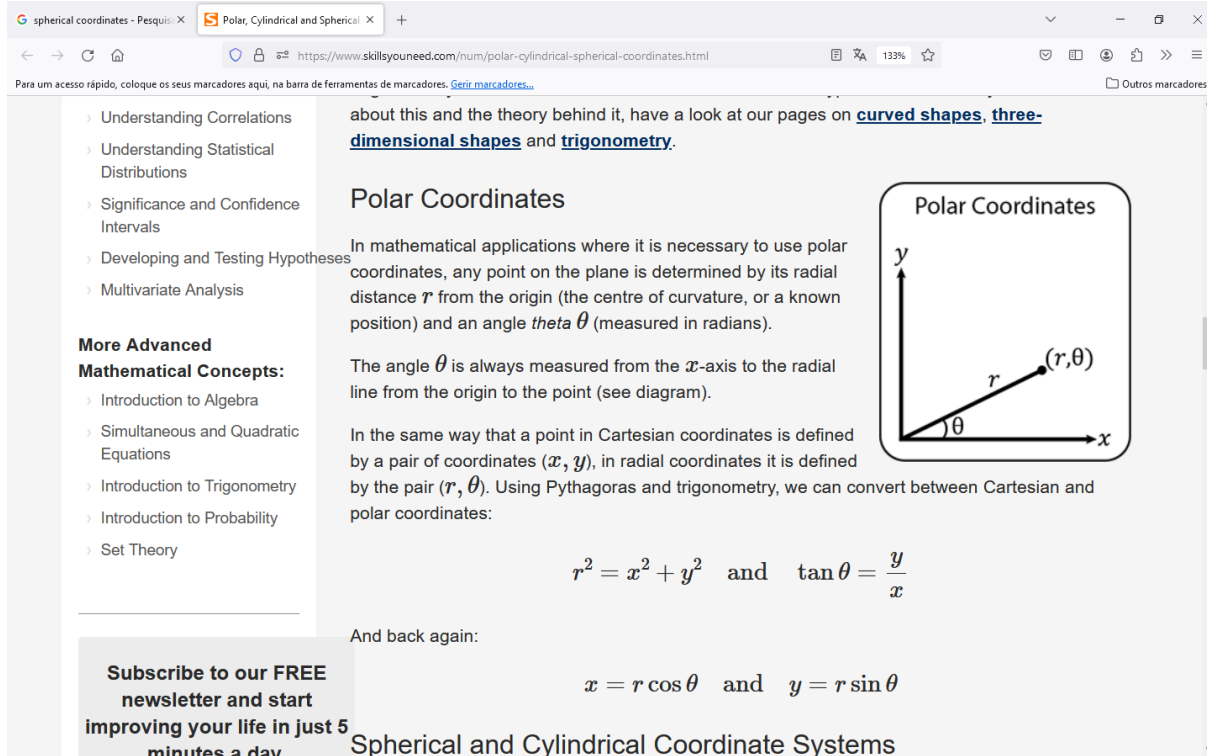 spherical coordinates - Pesquis
Polar, Cylindrical and Spherical
https://www.skillsyouneed.com/num/polar-cylindrical-spherical-coordinates.html
133%
Para um acesso rápido, coloque os seus marcadores aqui, na barra de ferramentas de marcadores. Gerir marcadores...
Outros marcadores
Understanding Correlations
Understanding Statistical
Distributions
Significance and Confidence
Intervals
Developing and Testing Hypotheses
Multivariate Analysis
More Advanced
Mathematical Concepts:
Introduction to Algebra
Simultaneous and Quadratic
Equations
Introduction to Trigonometry
Introduction to Probability
Set Theory
Subscribe to our FREE
newsletter and start
improving your life in just 5
minutes a day
about this and the theory behind it, have a look at our pages on curved shapes, three-
dimensional shapes and trigonometry.
Polar Coordinates
In mathematical applications where it is necessary to use polar
coordinates, any point on the plane is determined by its radial
distance r from the origin (the centre of curvature, or a known
position) and an angle theta θ (measured in radians).
The angle θ is always measured from the x-axis to the radial
line from the origin to the point (see diagram).
In the same way that a point in Cartesian coordinates is defined
by a pair of coordinates (x, y), in radial coordinates it is defined
by the pair (r, θ). Using Pythagoras and trigonometry, we can convert between Cartesian and
polar coordinates:
r² = x² + y² and tan θ = y/x
And back again:
x = r cos θ and y = r sin θ
Spherical and Cylindrical Coordinate Systems
Polar Coordinates
y
(r,θ)
r
θ
x